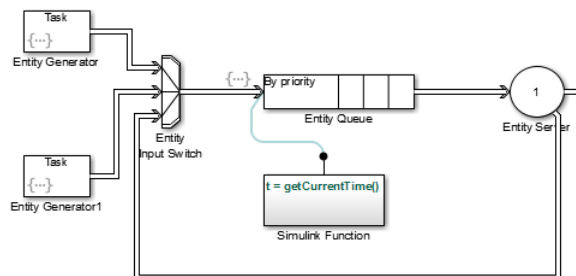 Task
{...}
Entity Generator
{...}
By priority
Entity Queue
1
Entity Server
Entity
Input Switch
Task
{...}
Entity Generator1
t = getCurrentTime()
Simulink Function